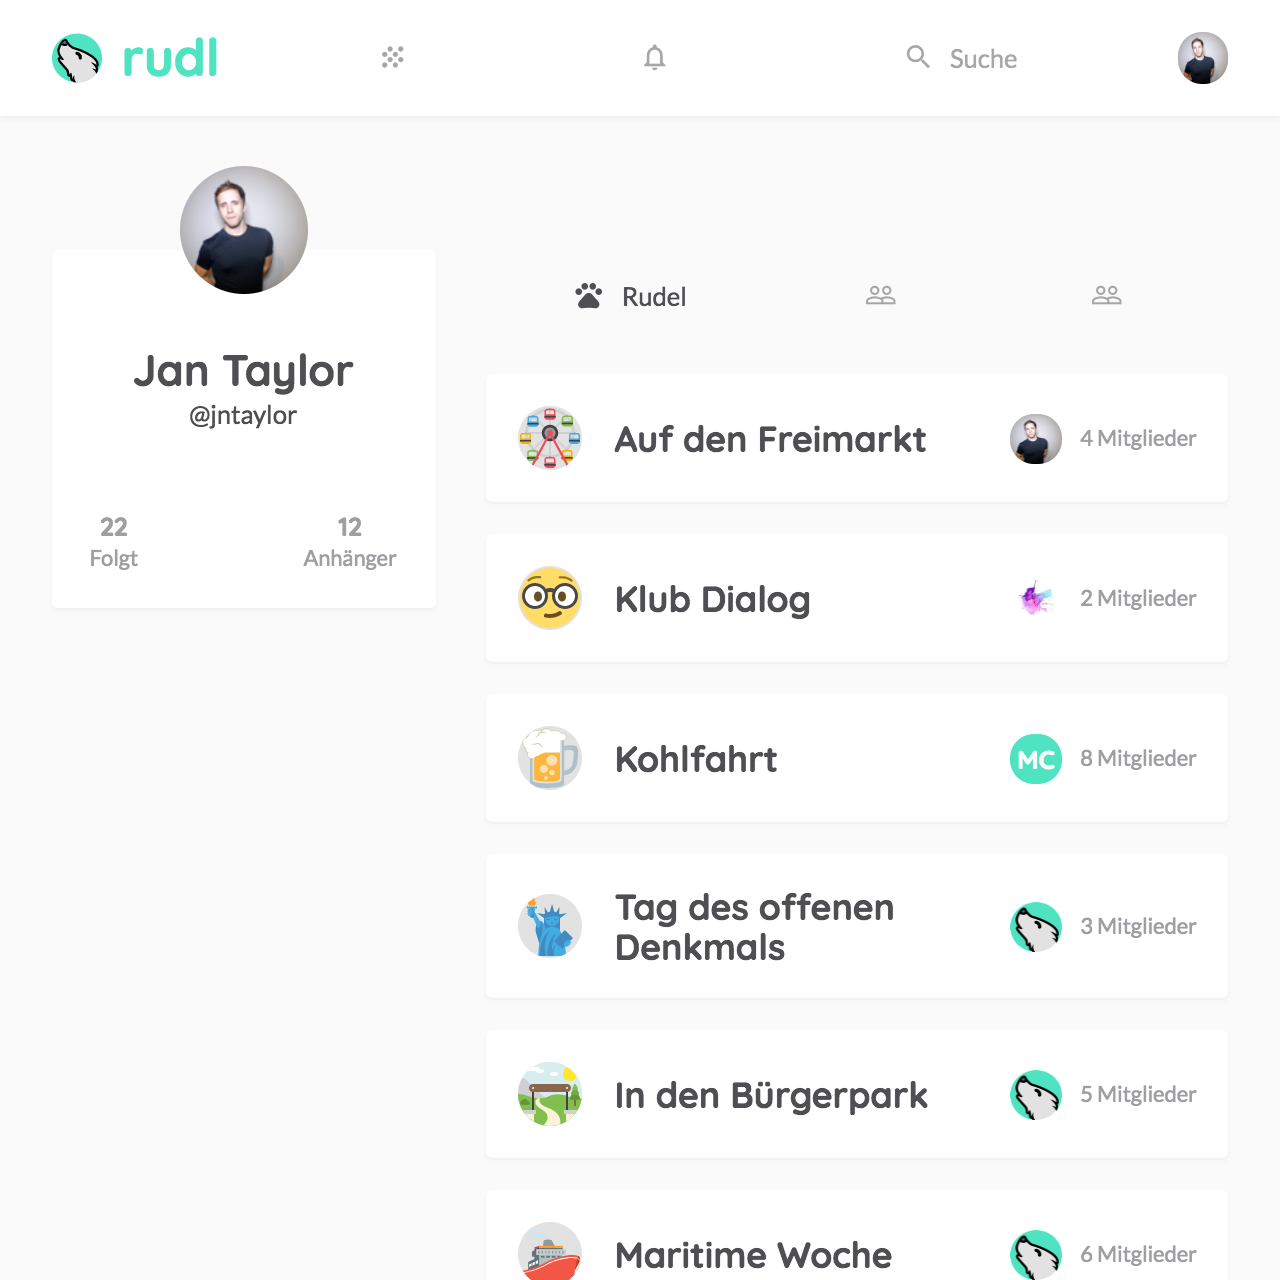 rudl
Suche
Jan Taylor
@jntaylor
22
Folgt
12
Anhänger
Rudel
Auf den Freimarkt
4 Mitglieder
Klub Dialog
2 Mitglieder
Kohlfahrt
MC
8 Mitglieder
Tag des offenen
Denkmals
3 Mitglieder
In den Bürgerpark
5 Mitglieder
Maritime Woche
6 Mitglieder